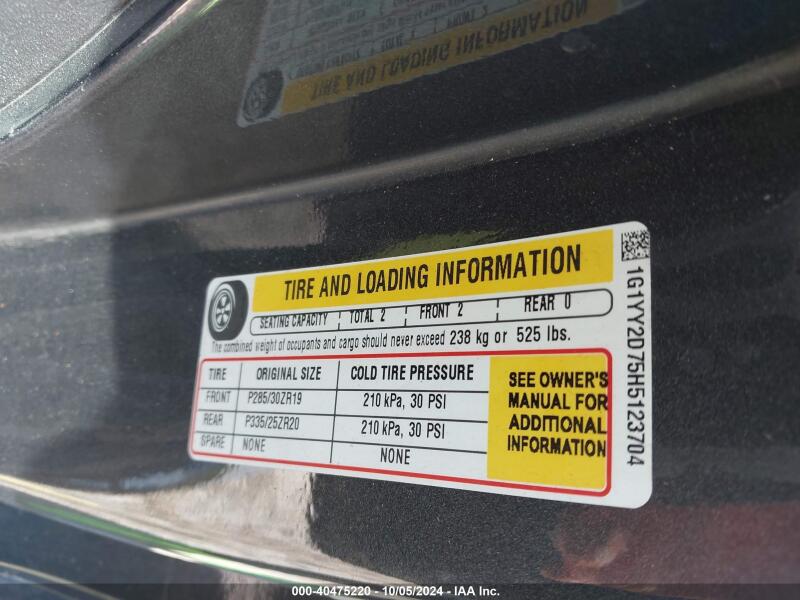 TIRE AND LOADING INFORMATION
SEATING CAPACITY TOTAL 2 FRONT 2 REAR 0
The combined weight of occupants and cargo should never exceed 238 kg or 525 lbs.
TIRE ORIGINAL SIZE COLD TIRE PRESSURE
FRONT P285/30ZR19 210 kPa, 30 PSI
REAR P335/25ZR20 210 kPa, 30 PSI
SPARE NONE NONE
SEE OWNER'S
MANUAL FOR
ADDITIONAL
INFORMATION
1G1YY2D75H5123704
TIRE AND LOADING INFORMATION
000-40475220 - 10/05/2024 - IAA Inc.